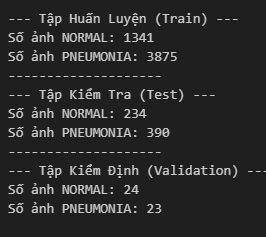 --- Tập Huấn Luyện (Train) ---
Số ảnh NORMAL: 1341
Số ảnh PNEUMONIA: 3875
--------------------
--- Tập Kiểm Tra (Test) ---
Số ảnh NORMAL: 234
Số ảnh PNEUMONIA: 390
--------------------
--- Tập Kiểm Định (Validation) ---
Số ảnh NORMAL: 24
Số ảnh PNEUMONIA: 23